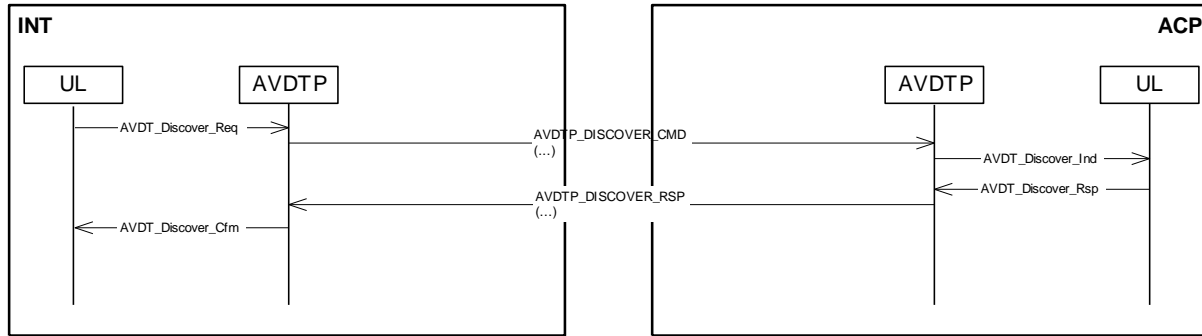 INT
ACP
UL
AVDTP
AVDTP
UL
AVDT_Discover_Req
AVDTP_DISCOVER_CMD
(...)
AVDT_Discover_Ind
AVDTP_DISCOVER_RSP
(...)
AVDT_Discover_Rsp
AVDT_Discover_Cfm